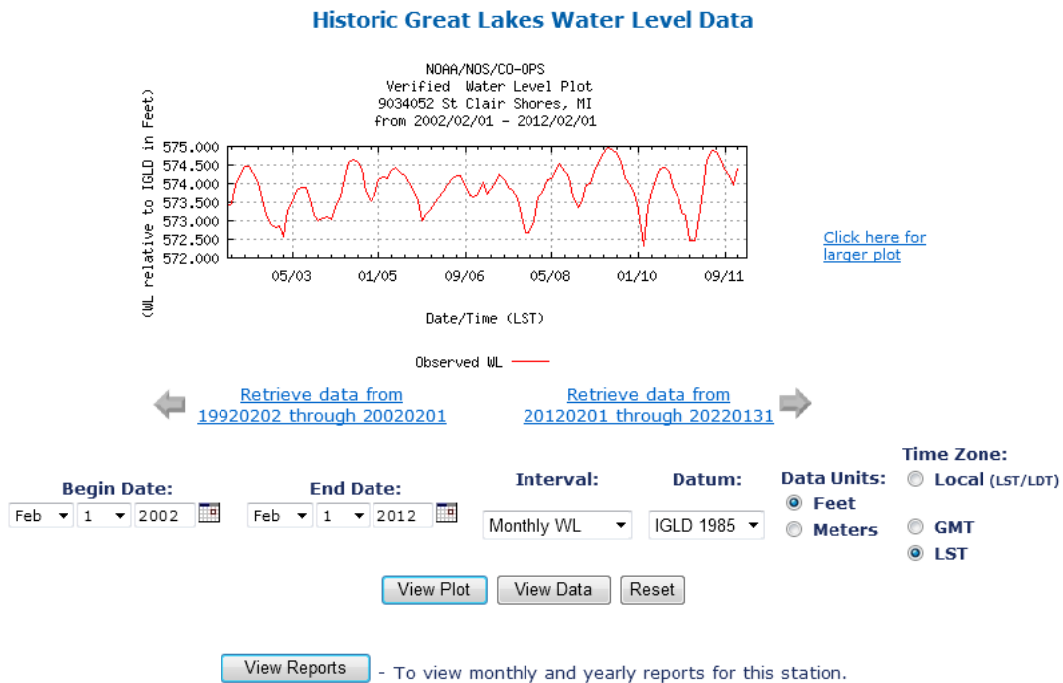 Historic Great Lakes Water Level Data
NOAA/NOS/CO-OPS
Verified Water Level Plot
9034052 St Clair Shores, MI
from 2002/02/01 - 2012/02/01
(WL relative to IGLD in Feet)
575.000
574.500
574.000
573.500
573.000
572.500
572.000
05/03 01/05 09/06 05/08 01/10 09/11
Date/Time (LST)
Observed WL
Click here for
larger plot
Retrieve data from
19920202 through 20020201
Retrieve data from
20120201 through 20220131
Begin Date:
Feb 1 2002
End Date:
Feb 1 2012
Interval:
Monthly WL
Datum:
IGLD 1985
Data Units:
Feet
Meters
Time Zone:
Local (LST/LDT)
GMT
LST
View Plot View Data Reset
View Reports - To view monthly and yearly reports for this station.